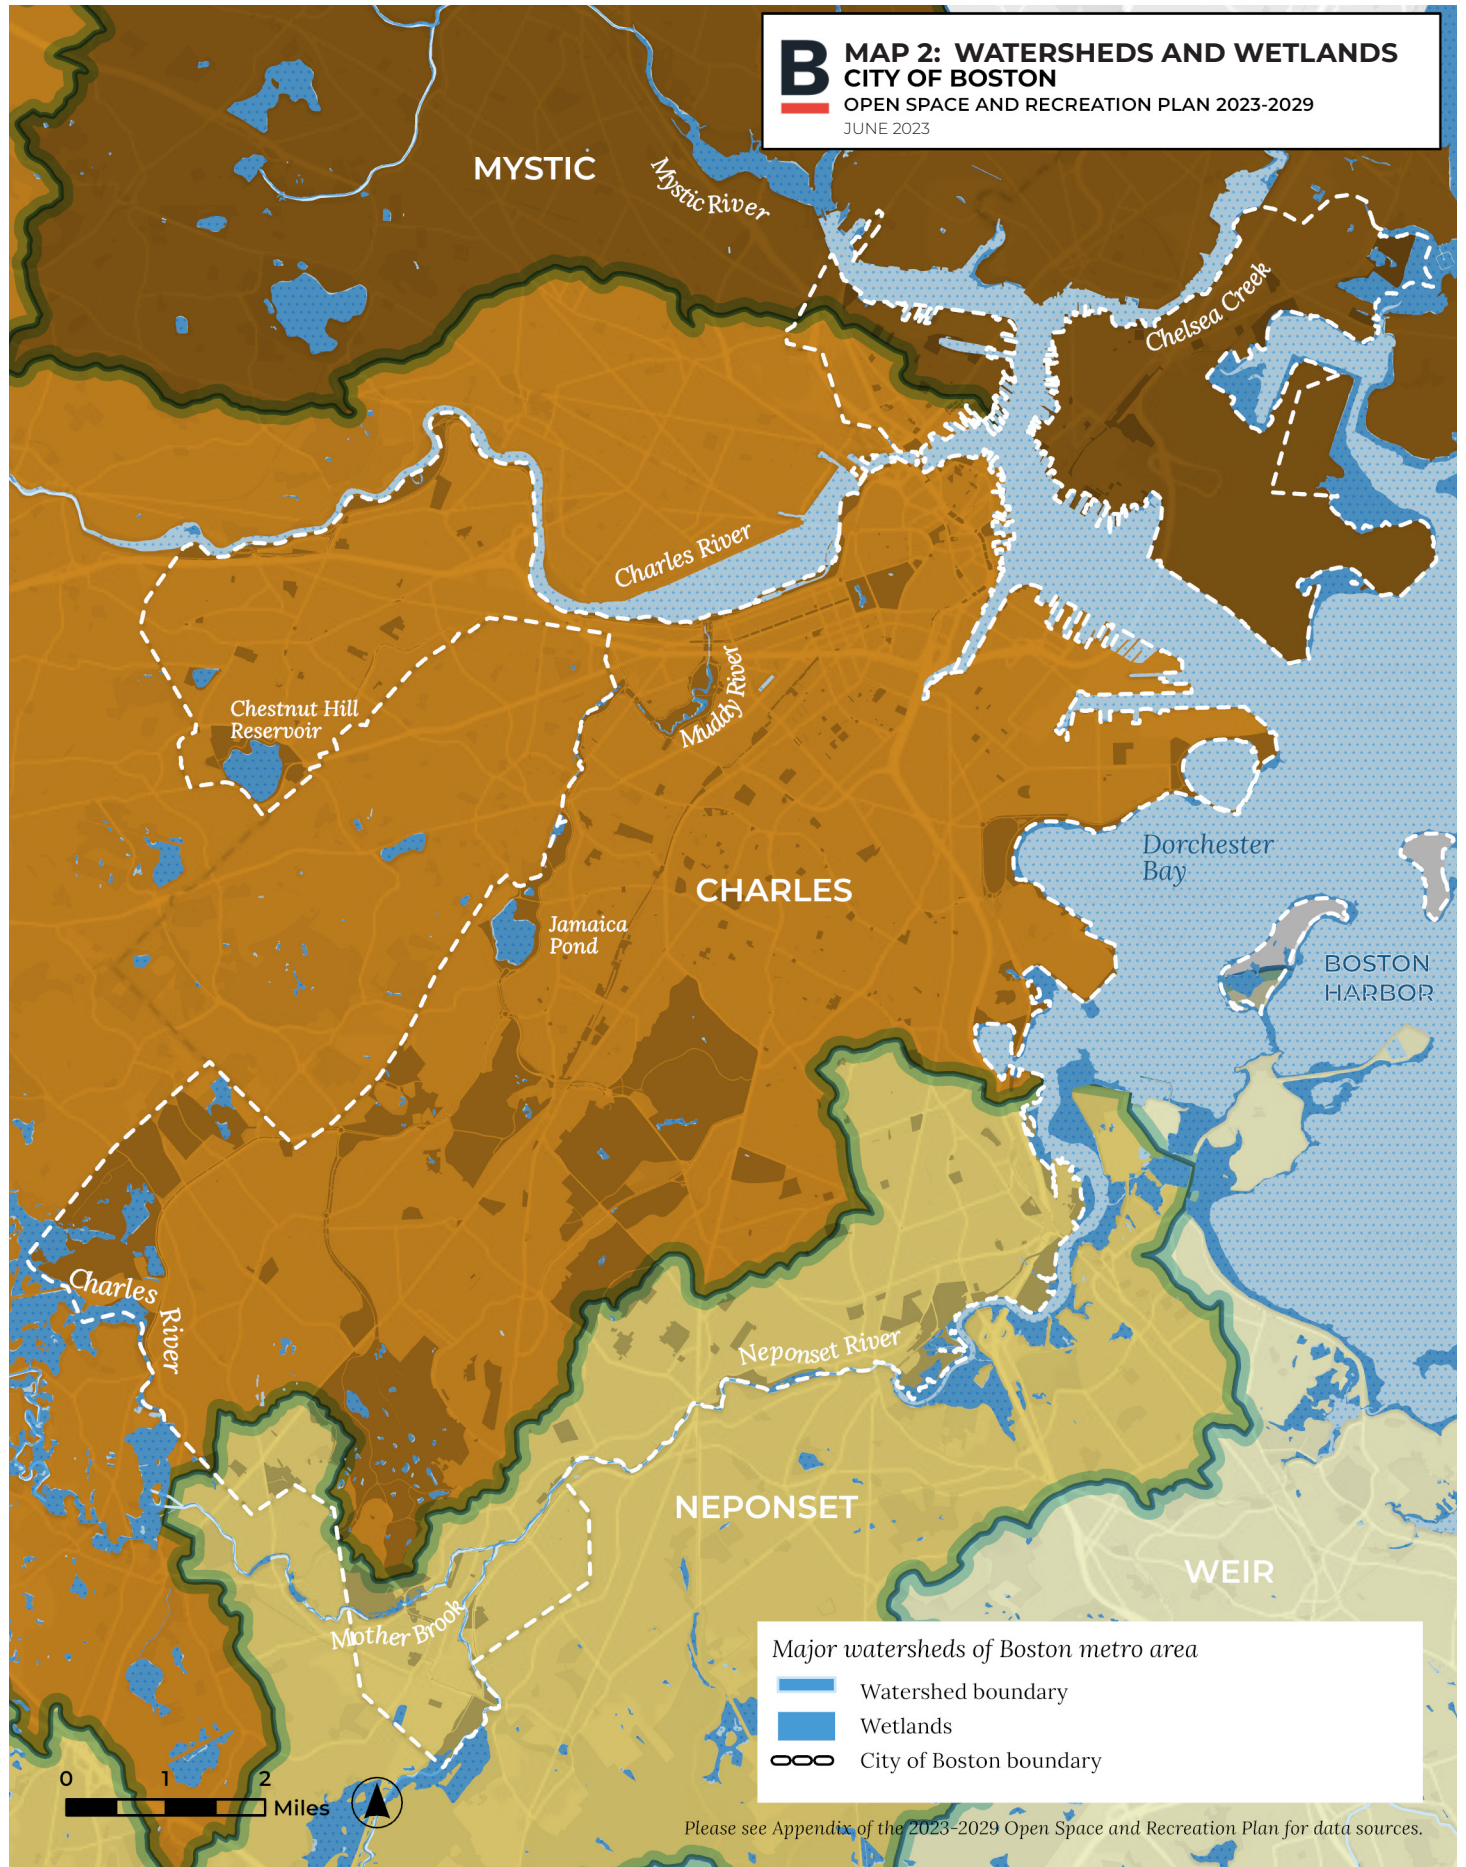 B
MAP 2: WATERSHEDS AND WETLANDS
CITY OF BOSTON
OPEN SPACE AND RECREATION PLAN 2023-2029
JUNE 2023
MYSTIC
Mystic River
Chelsea Creek
Charles River
Muddy River
Chestnut Hill
Reservoir
Dorchester
Bay
CHARLES
Jamaica
Pond
BOSTON
HARBOR
Charles River
Neponset River
NEPONSET
WEIR
Mother Brook
Major watersheds of Boston metro area
Watershed boundary
Wetlands
City of Boston boundary
0 1 2
Miles
Please see Appendix of the 2023-2029 Open Space and Recreation Plan for data sources.